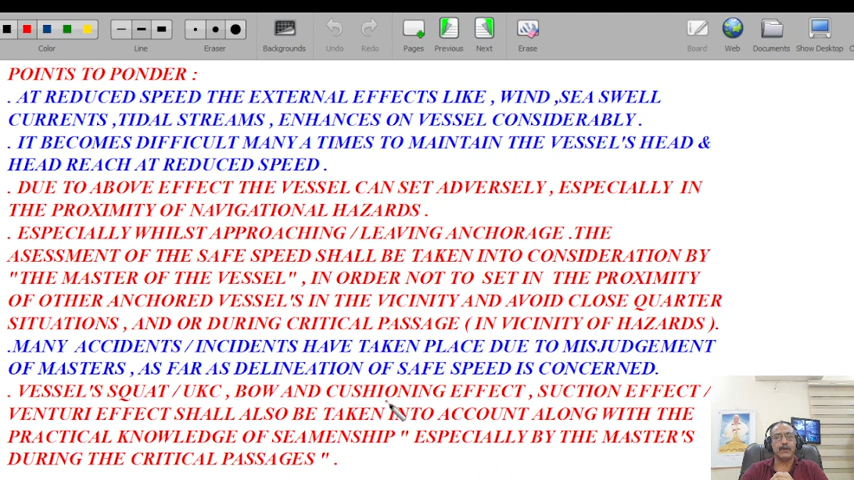 Color
Line
Eraser
Backgrounds
Undo
Redo
Pages
Previous
Next
Erase
Board
Web
Documents
Show Desktop
POINTS TO PONDER :
. AT REDUCED SPEED THE EXTERNAL EFFECTS LIKE , WIND ,SEA SWELL
CURRENTS ,TIDAL STREAMS , ENHANCES ON VESSEL CONSIDERABLY .
. IT BECOMES DIFFICULT MANY A TIMES TO MAINTAIN THE VESSEL'S HEAD &
HEAD REACH AT REDUCED SPEED .
. DUE TO ABOVE EFFECT THE VESSEL CAN SET ADVERSELY , ESPECIALLY IN
THE PROXIMITY OF NAVIGATIONAL HAZARDS .
. ESPECIALLY WHILST APPROACHING / LEAVING ANCHORAGE .THE
ASESSMENT OF THE SAFE SPEED SHALL BE TAKEN INTO CONSIDERATION BY
"THE MASTER OF THE VESSEL" , IN ORDER NOT TO SET IN THE PROXIMITY
OF OTHER ANCHORED VESSEL'S IN THE VICINITY AND AVOID CLOSE QUARTER
SITUATIONS , AND OR DURING CRITICAL PASSAGE ( IN VICINITY OF HAZARDS ).
.MANY ACCIDENTS / INCIDENTS HAVE TAKEN PLACE DUE TO MISJUDGEMENT
OF MASTERS , AS FAR AS DELINEATION OF SAFE SPEED IS CONCERNED.
. VESSEL'S SQUAT / UKC , BOW AND CUSHIONING EFFECT , SUCTION EFFECT /
VENTURI EFFECT SHALL ALSO BE TAKEN INTO ACCOUNT ALONG WITH THE
PRACTICAL KNOWLEDGE OF SEAMENSHIP " ESPECIALLY BY THE MASTER'S
DURING THE CRITICAL PASSAGES " .